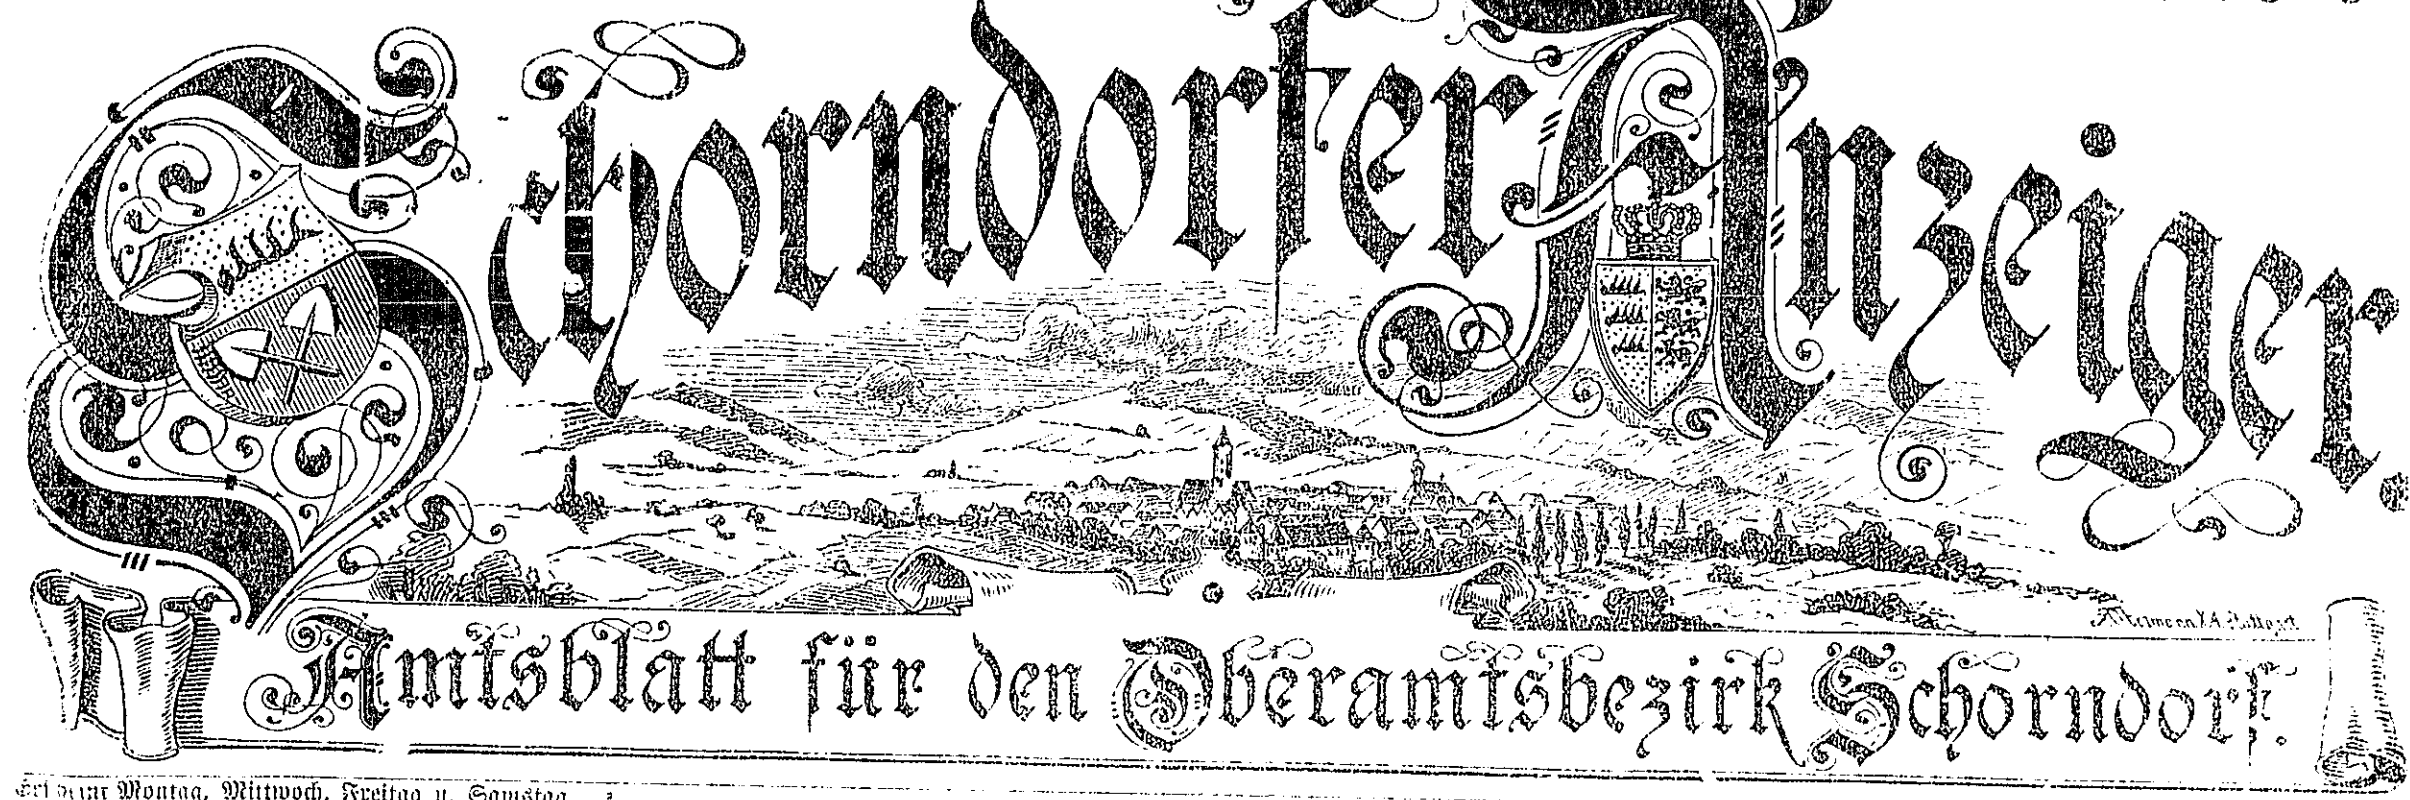 Schorndorfer Anzeiger.
Amtsblatt für den Oberamtsbezirk Schorndorf.
Montag, Mittwoch, Freitag u. Samstag